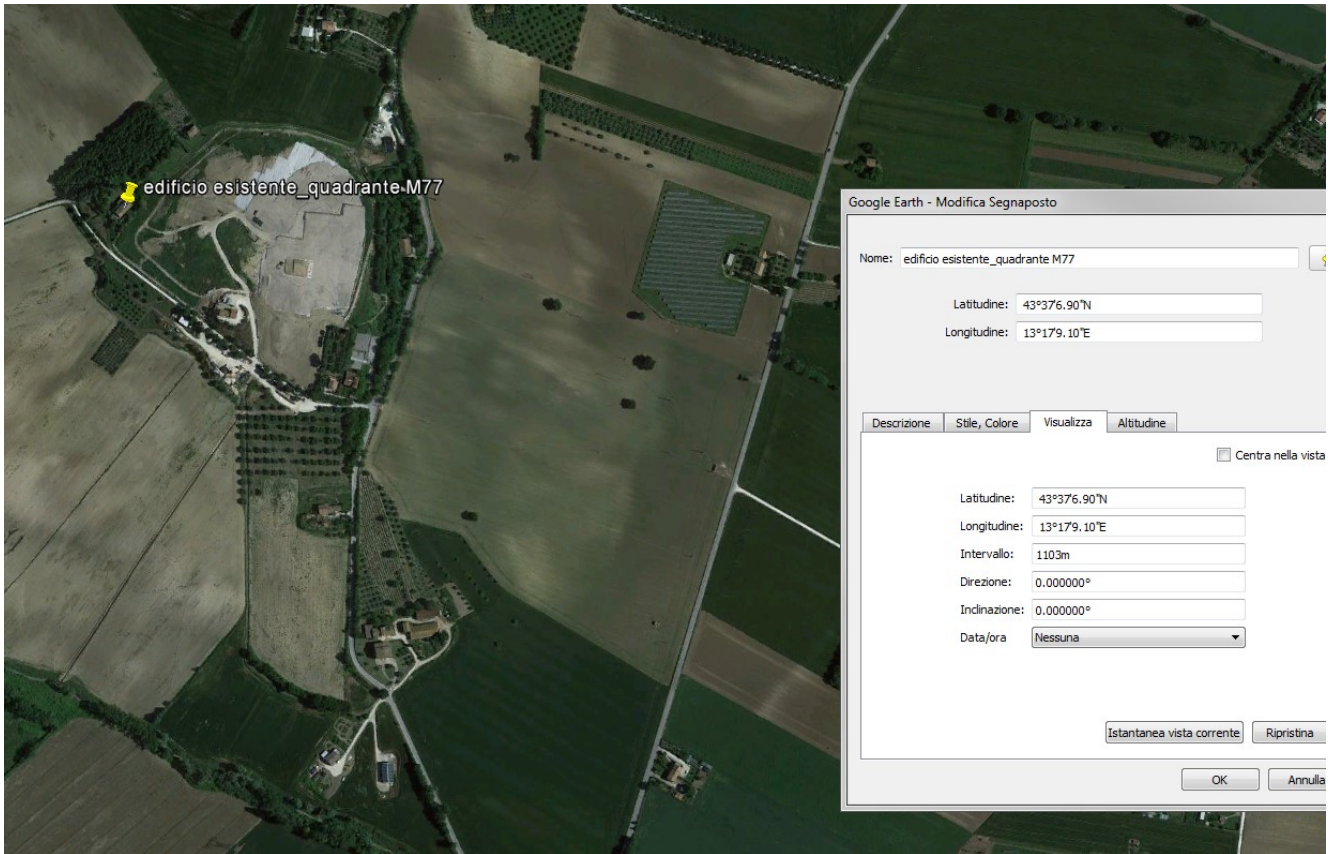 edificio esistente_quadrante M77
Google Earth - Modifica Segnaposto
Nome: edificio esistente_quadrante M77
Latitudine: 43°37'6.90"N
Longitudine: 13°17'9.10"E
Descrizione Stile, Colore Visualizza Altitudine
Centra nella vista
Latitudine: 43°37'6.90"N
Longitudine: 13°17'9.10"E
Intervallo: 1103m
Direzione: 0.000000°
Inclinazione: 0.000000°
Data/ora Nessuna
Istantanea vista corrente Ripristina
OK Annulla